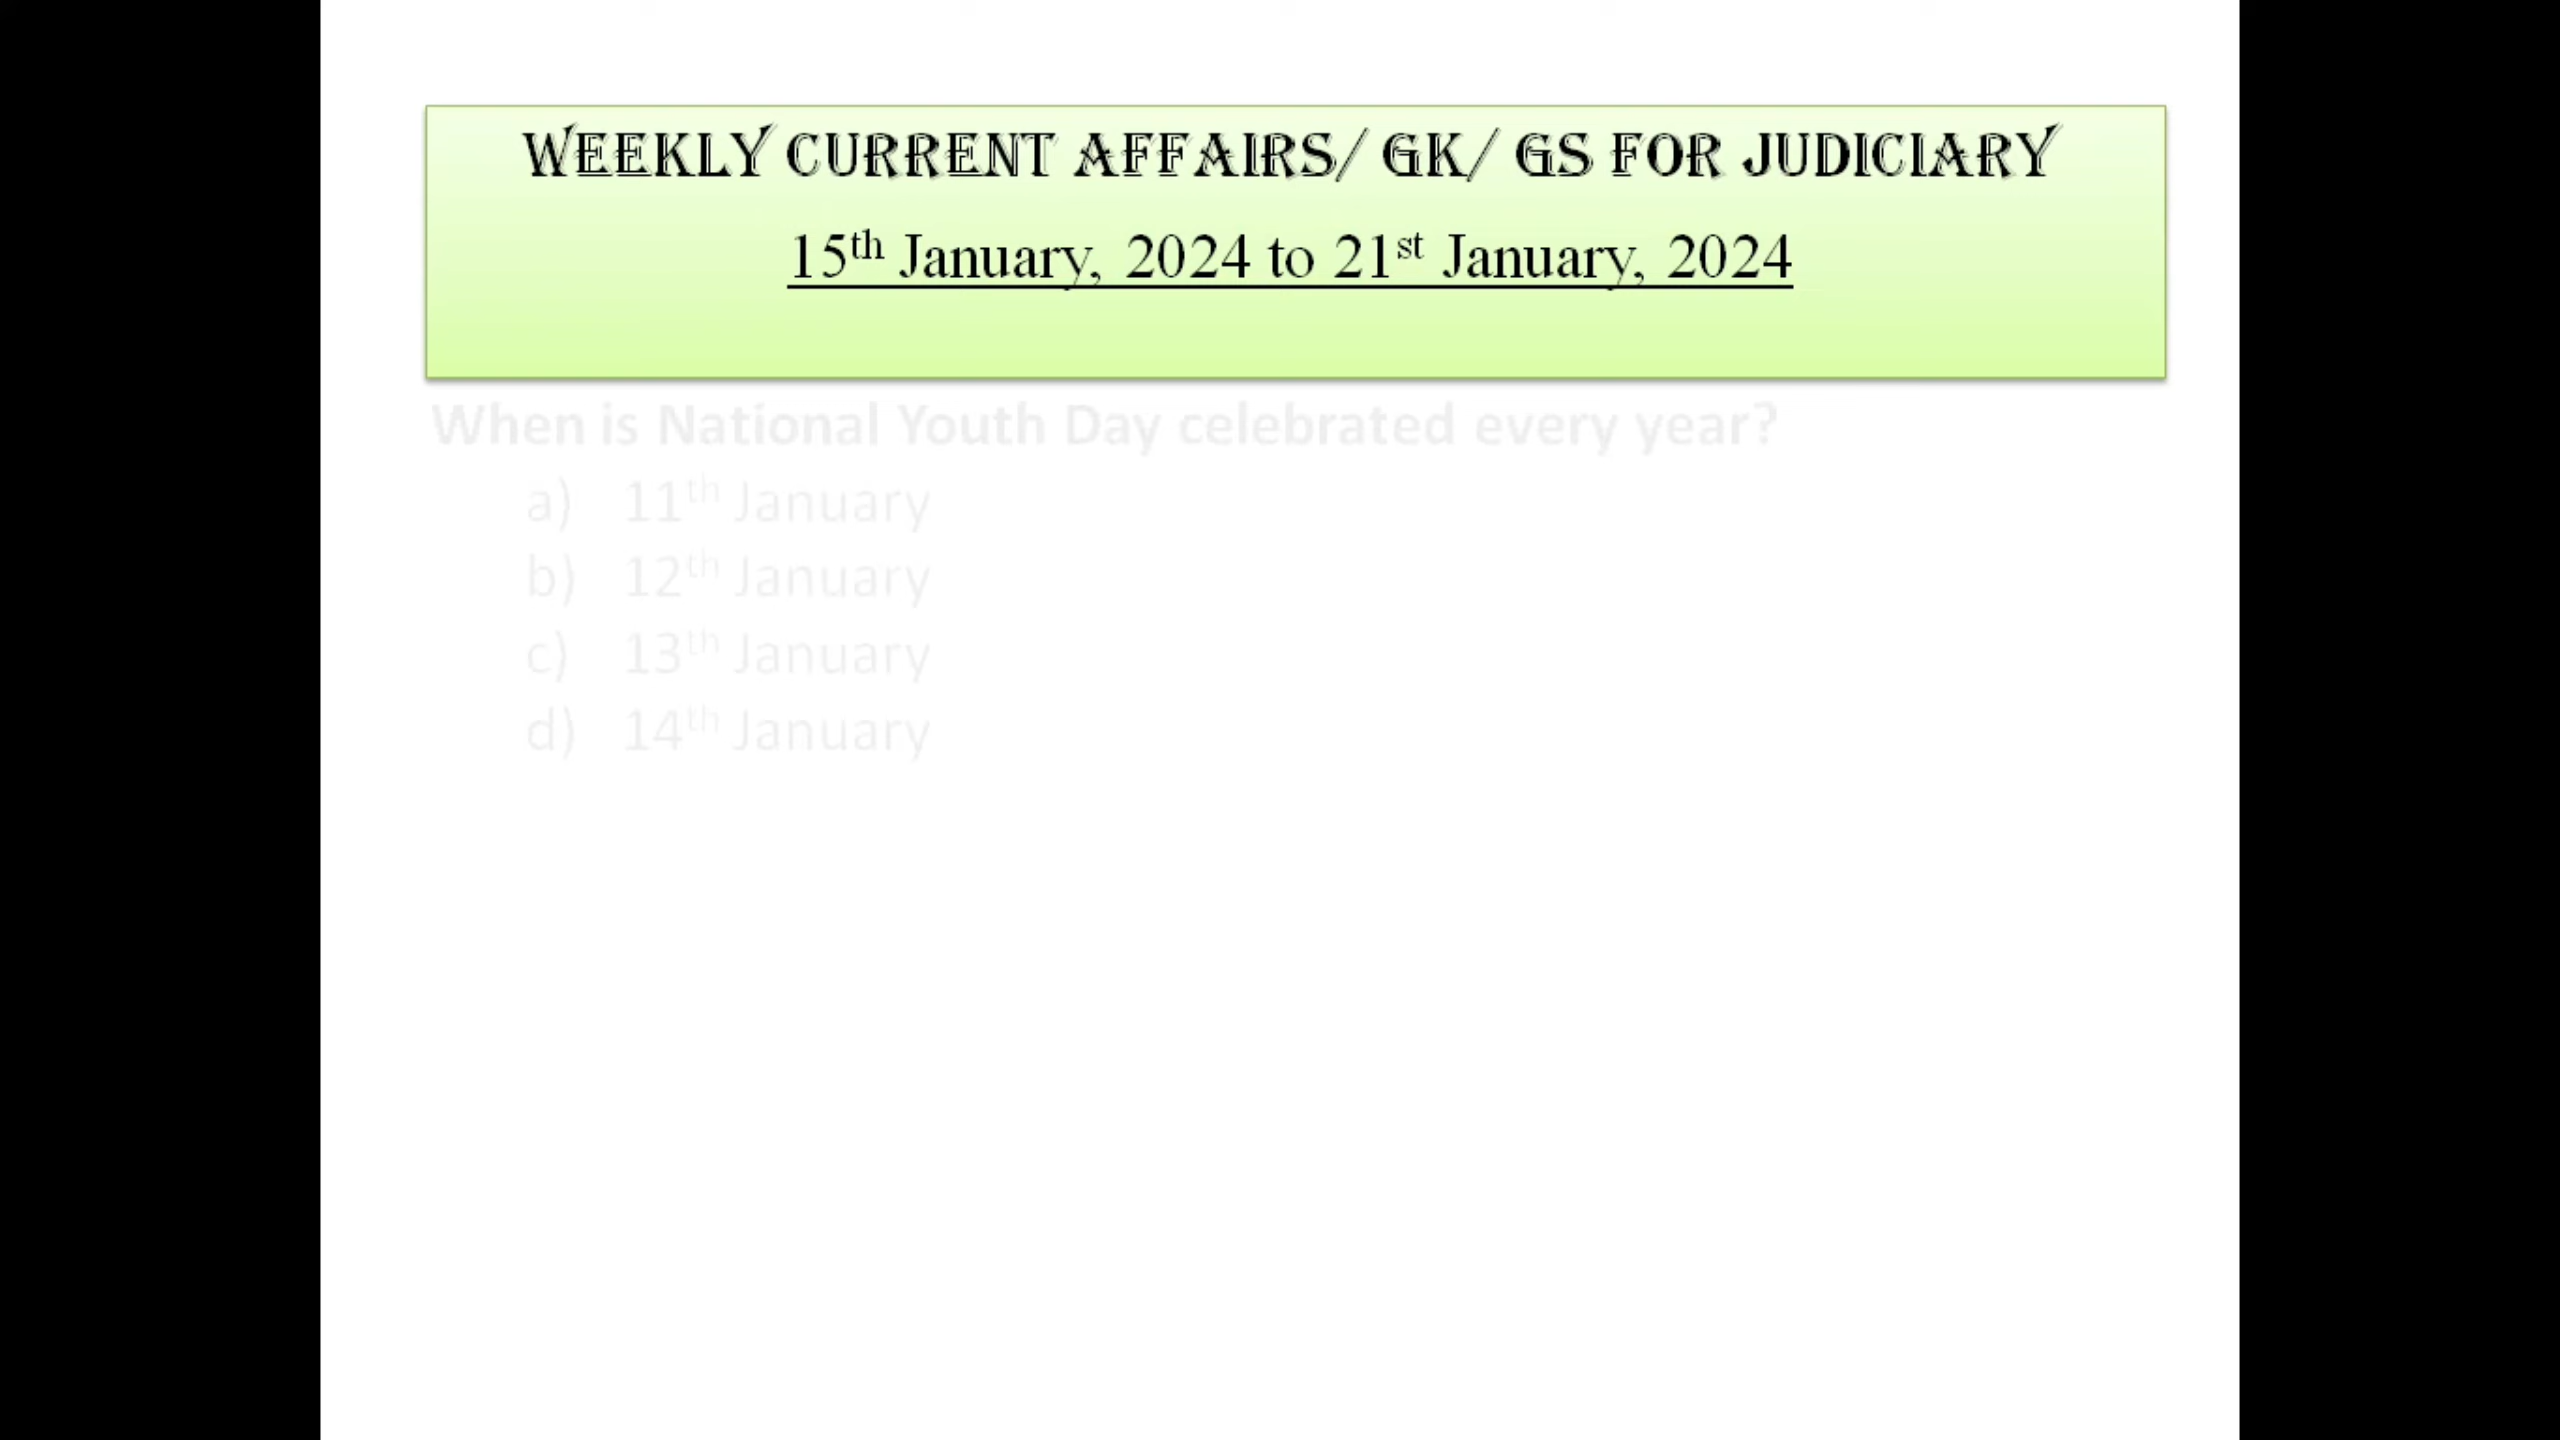 WEEKLY CURRENT AFFAIRS/ GK/ GS FOR JUDICIARY
15th January, 2024 to 21st January, 2024
When is National Youth Day celebrated every year?
a) 11th January
b) 12th January
c) 13th January
d) 14th January